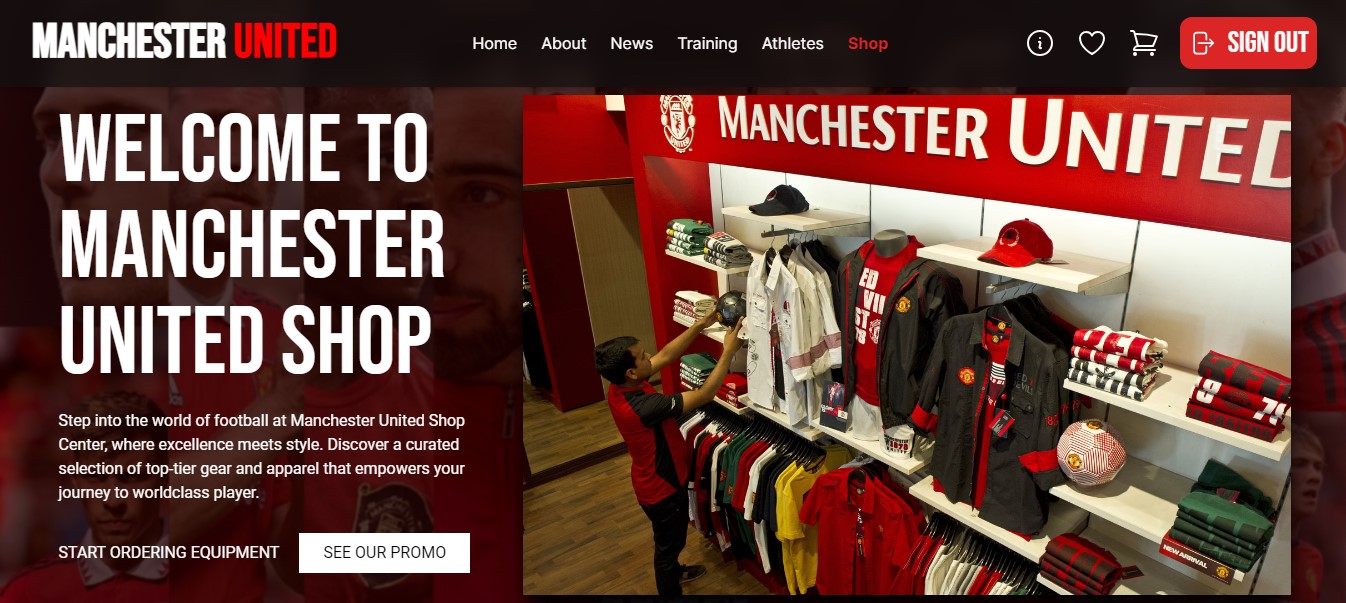 MANCHESTER UNITED
Home About News Training Athletes Shop
SIGN OUT
WELCOME TO
MANCHESTER
UNITED SHOP
Step into the world of football at Manchester United Shop
Center, where excellence meets style. Discover a curated
selection of top-tier gear and apparel that empowers your
journey to worldclass player.
START ORDERING EQUIPMENT
SEE OUR PROMO
MANCHESTER UNITED
NEW ARRIVAL